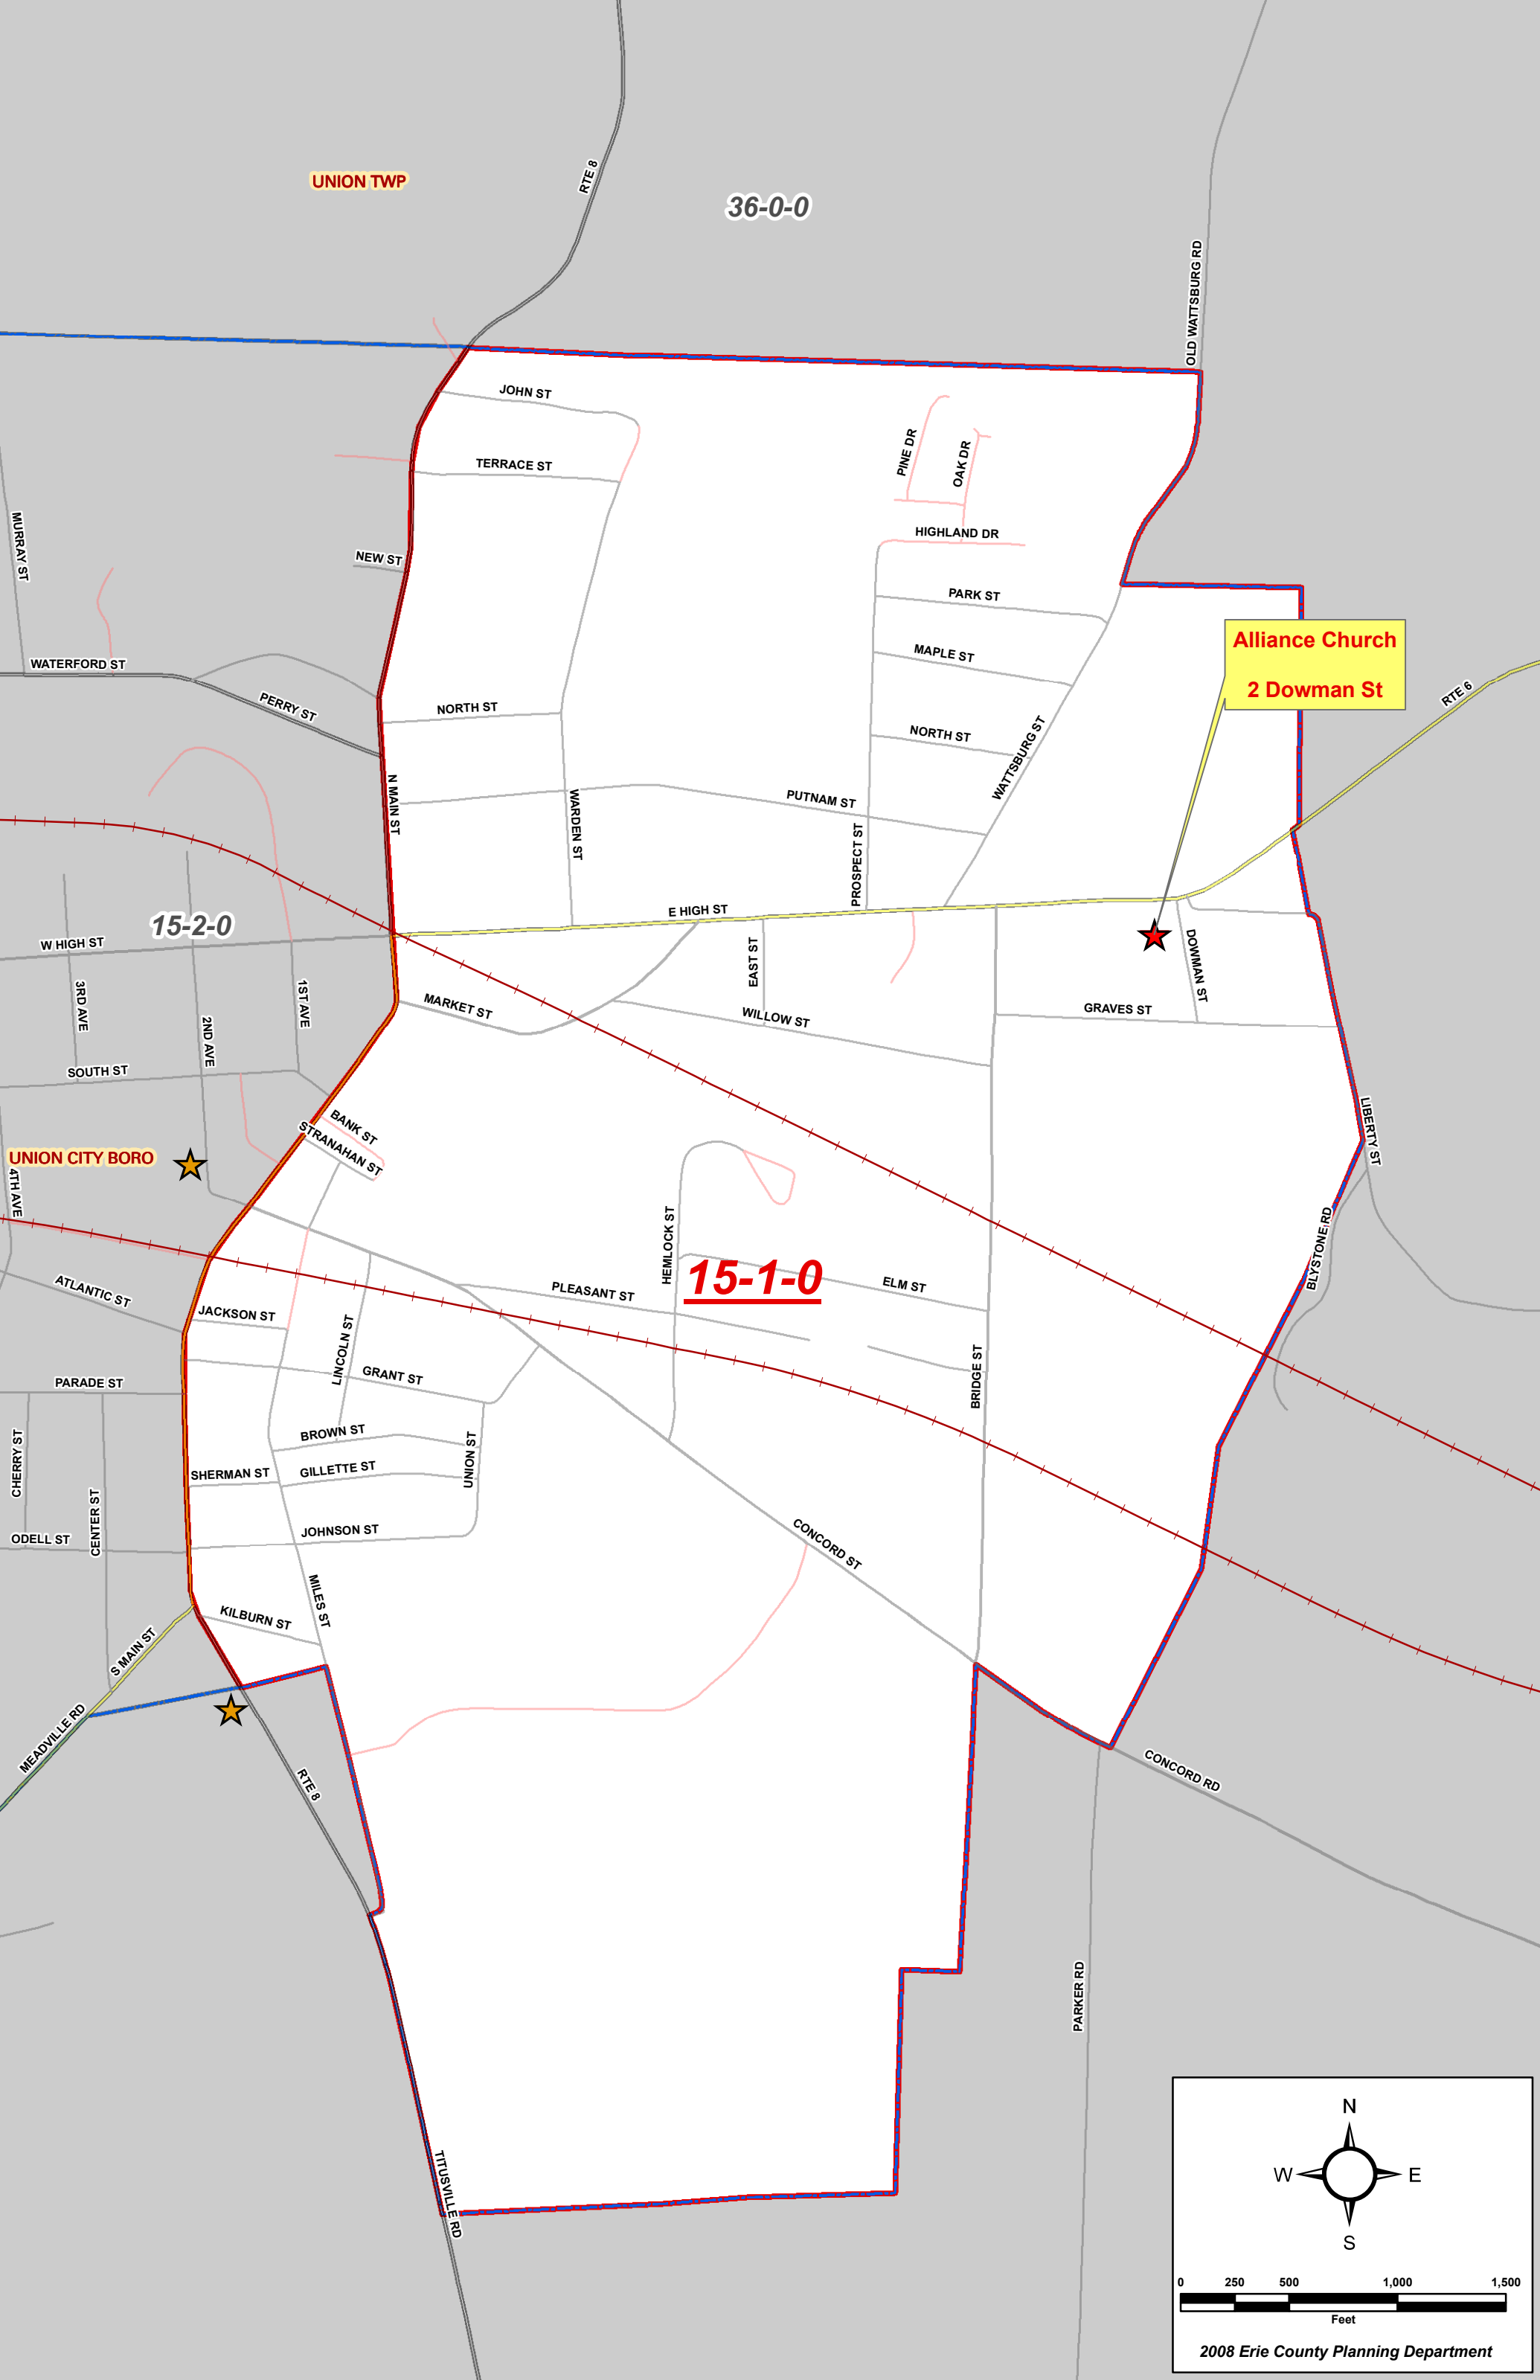 UNION TWP
RTE 8
36-0-0
OLD WATTSBURG RD
JOHN ST
TERRACE ST
PINE DR
OAK DR
HIGHLAND DR
MURRAY ST
NEW ST
PARK ST
MAPLE ST
Alliance Church
2 Dowman St
WATERFORD ST
PERRY ST
NORTH ST
NORTH ST
WATTSBURG ST
RTE 6
N MAIN ST
WARDEN ST
PUTNAM ST
PROSPECT ST
E HIGH ST
15-2-0
W HIGH ST
EAST ST
DOWMAN ST
3RD AVE
2ND AVE
1ST AVE
MARKET ST
WILLOW ST
GRAVES ST
SOUTH ST
BANK ST
STRANAHAN ST
LIBERTY ST
UNION CITY BORO
4TH AVE
HEMLOCK ST
15-1-0
ELM ST
BLYSTONE RD
ATLANTIC ST
PLEASANT ST
JACKSON ST
LINCOLN ST
GRANT ST
BRIDGE ST
PARADE ST
CHERRY ST
BROWN ST
UNION ST
SHERMAN ST
GILLETTE ST
CENTER ST
ODELL ST
JOHNSON ST
CONCORD ST
MILES ST
KILBURN ST
S MAIN ST
MEADVILLE RD
RTE 8
CONCORD RD
PARKER RD
TITUSVILLE RD
N
W E
S
0 250 500 1,000 1,500
Feet
2008 Erie County Planning Department